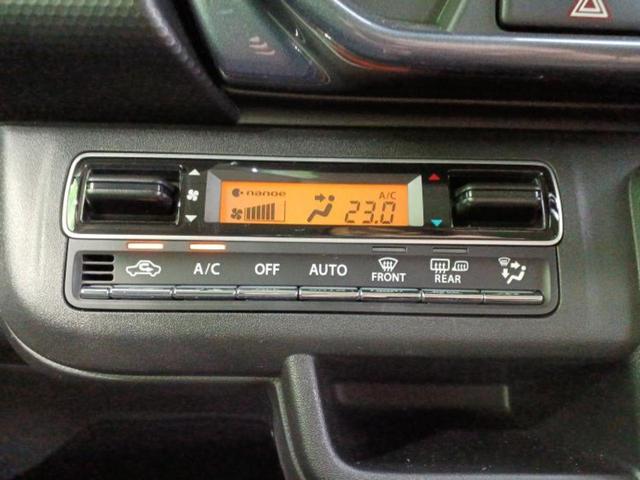 nanoe
A/C
23.0
A/C
OFF
AUTO
FRONT
REAR